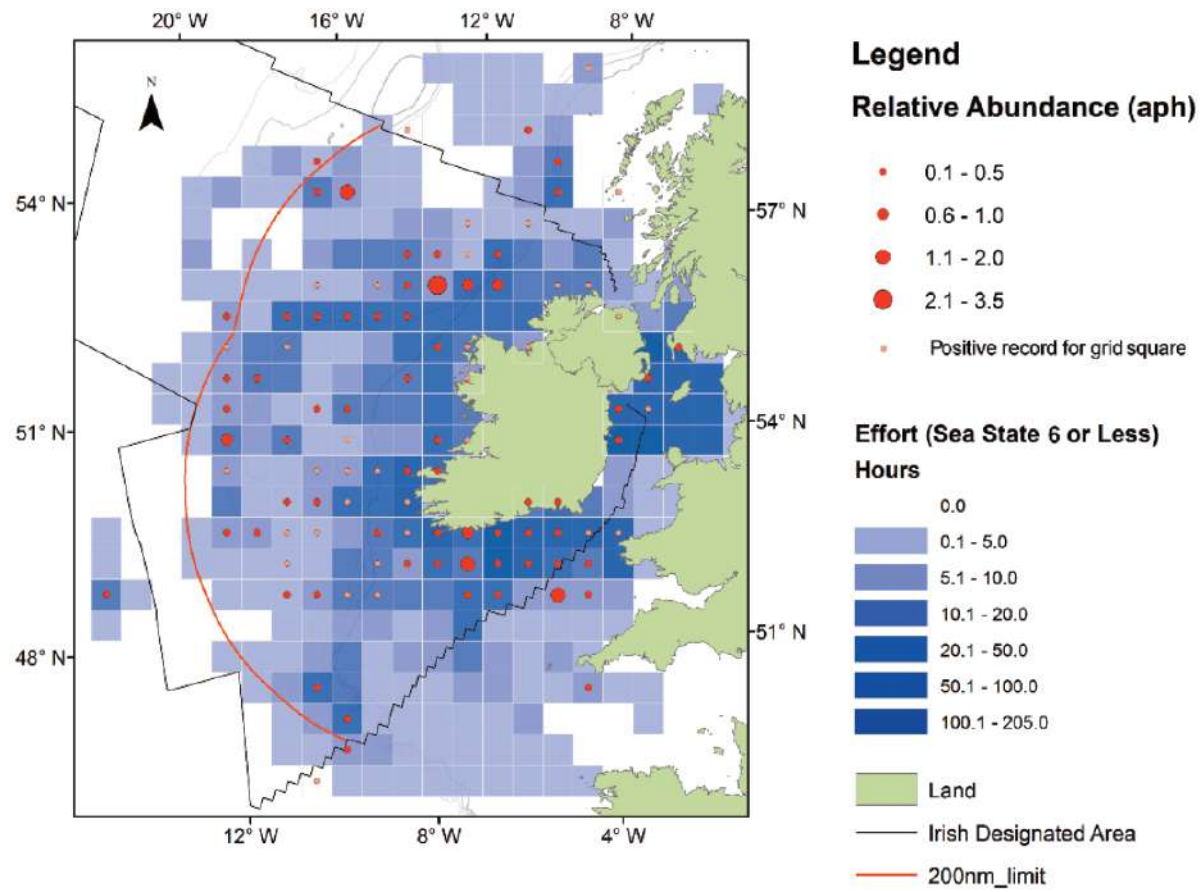 20° W 16° W 12° W 8° W
N
54° N
57° N
51° N
54° N
48° N
51° N
12° W 8° W 4° W
Legend
Relative Abundance (aph)
0.1 - 0.5
0.6 - 1.0
1.1 - 2.0
2.1 - 3.5
Positive record for grid square
Effort (Sea State 6 or Less)
Hours
0.0
0.1 - 5.0
5.1 - 10.0
10.1 - 20.0
20.1 - 50.0
50.1 - 100.0
100.1 - 205.0
Land
Irish Designated Area
200nm_limit